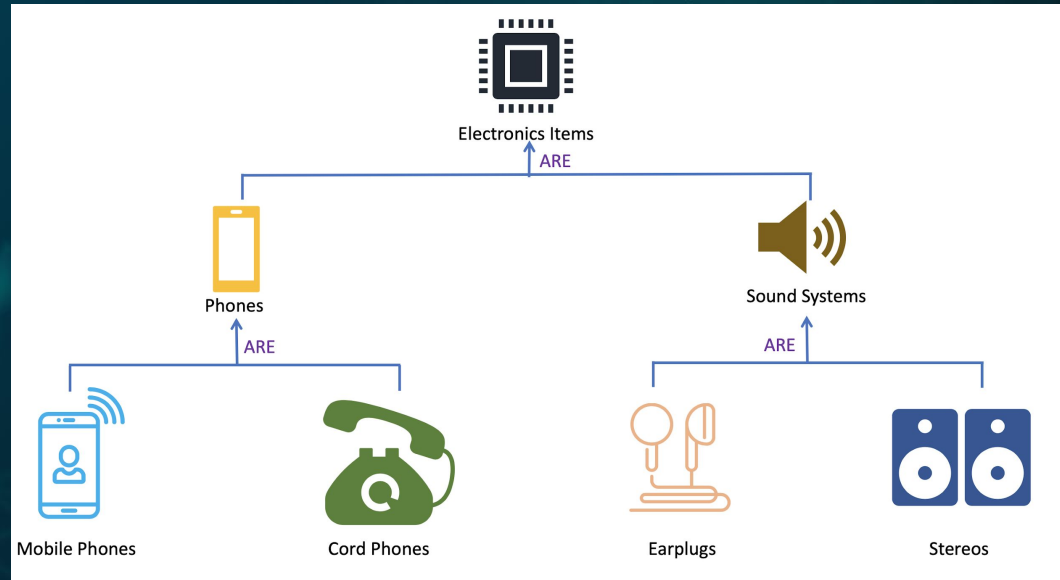 Electronics Items
ARE
Phones
Sound Systems
ARE
ARE
Mobile Phones
Cord Phones
Earplugs
Stereos